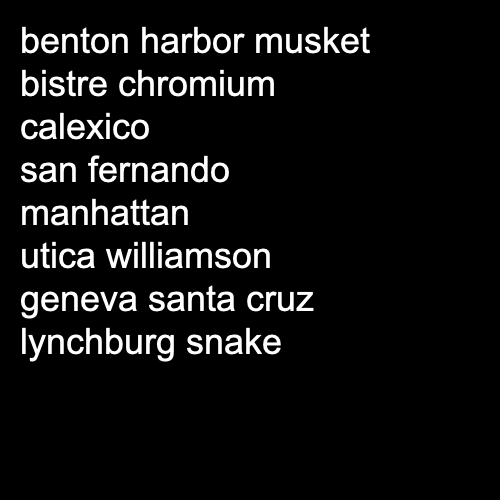 benton harbor musket
bistre chromium
calexico
san fernando
manhattan
utica williamson
geneva santa cruz
lynchburg snake